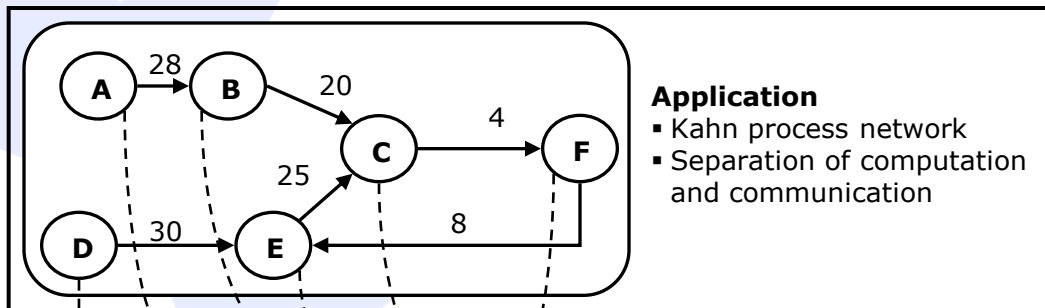 28
A
B
20
4
C
F
25
D
30
E
8
Application
▪ Kahn process network
▪ Separation of computation
and communication